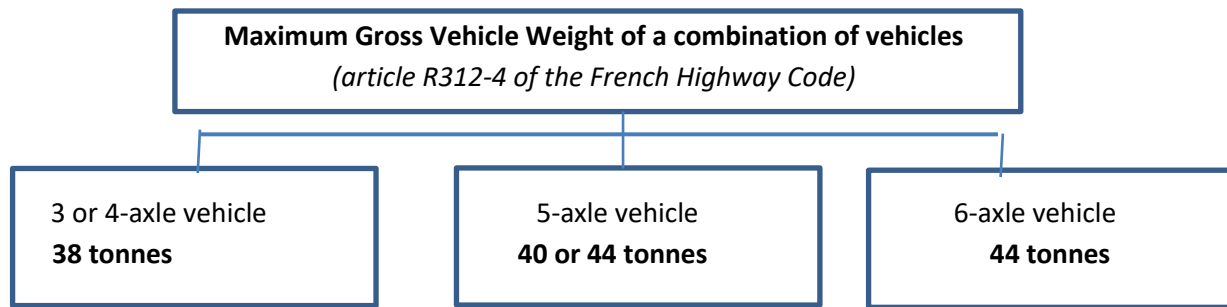 Maximum Gross Vehicle Weight of a combination of vehicles
(article R312-4 of the French Highway Code)
3 or 4-axle vehicle
38 tonnes
5-axle vehicle
40 or 44 tonnes
6-axle vehicle
44 tonnes